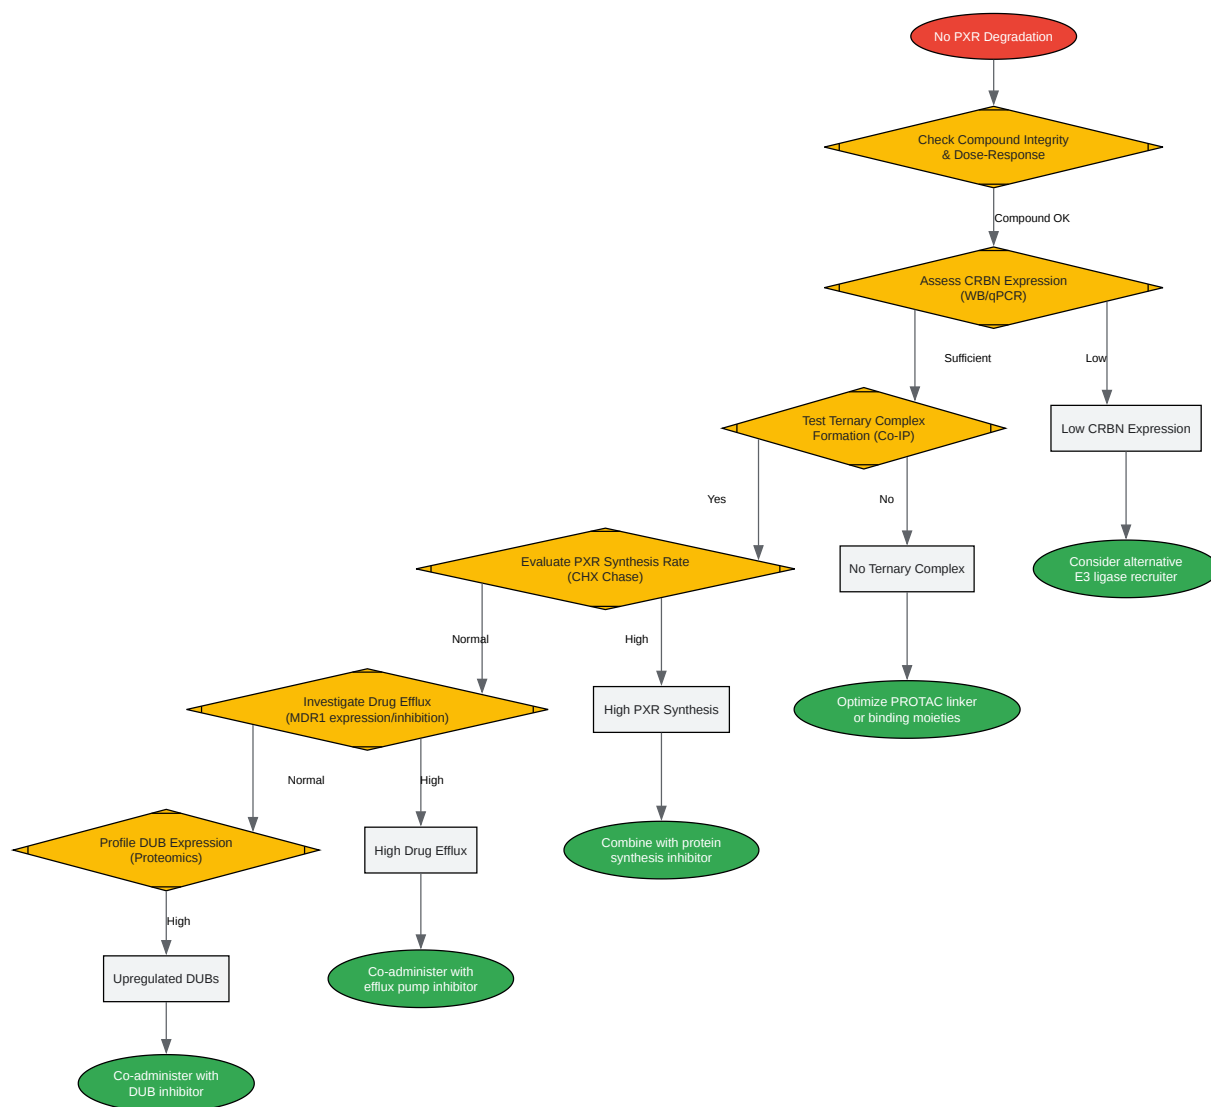 No PXR Degradation
Check Compound Integrity
& Dose-Response
Compound OK
Assess CRBN Expression
(WB/qPCR)
Sufficient
Low
Test Ternary Complex
Formation (Co-IP)
Low CRBN Expression
Yes
No
Evaluate PXR Synthesis Rate
(CHX Chase)
No Ternary Complex
Consider alternative
E3 ligase recruiter
Normal
High
Investigate Drug Efflux
(MDR1 expression/inhibition)
High PXR Synthesis
Optimize PROTAC linker
or binding moieties
Normal
High
Profile DUB Expression
(Proteomics)
High Drug Efflux
Combine with protein
synthesis inhibitor
High
Upregulated DUBs
Co-administer with
efflux pump inhibitor
Co-administer with
DUB inhibitor